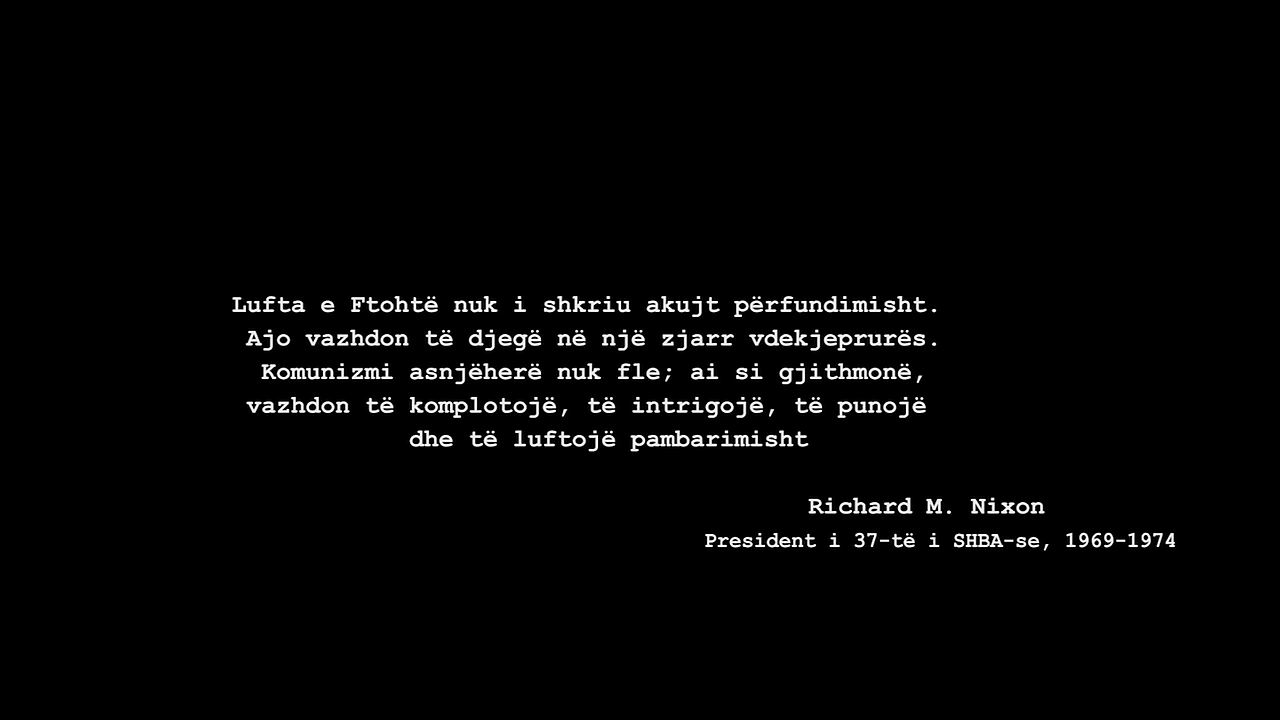 Lufta e Ftohtë nuk i shkriu akujt përfundimisht.
Ajo vazhdon të djegë në një zjarr vdekjeprurës.
Komunizmi asnjëherë nuk fle; ai si gjithmonë,
vazhdon të komplotojë, të intrigojë, të punojë
dhe të luftojë pambarimisht
Richard M. Nixon
President i 37-të i SHBA-se, 1969-1974